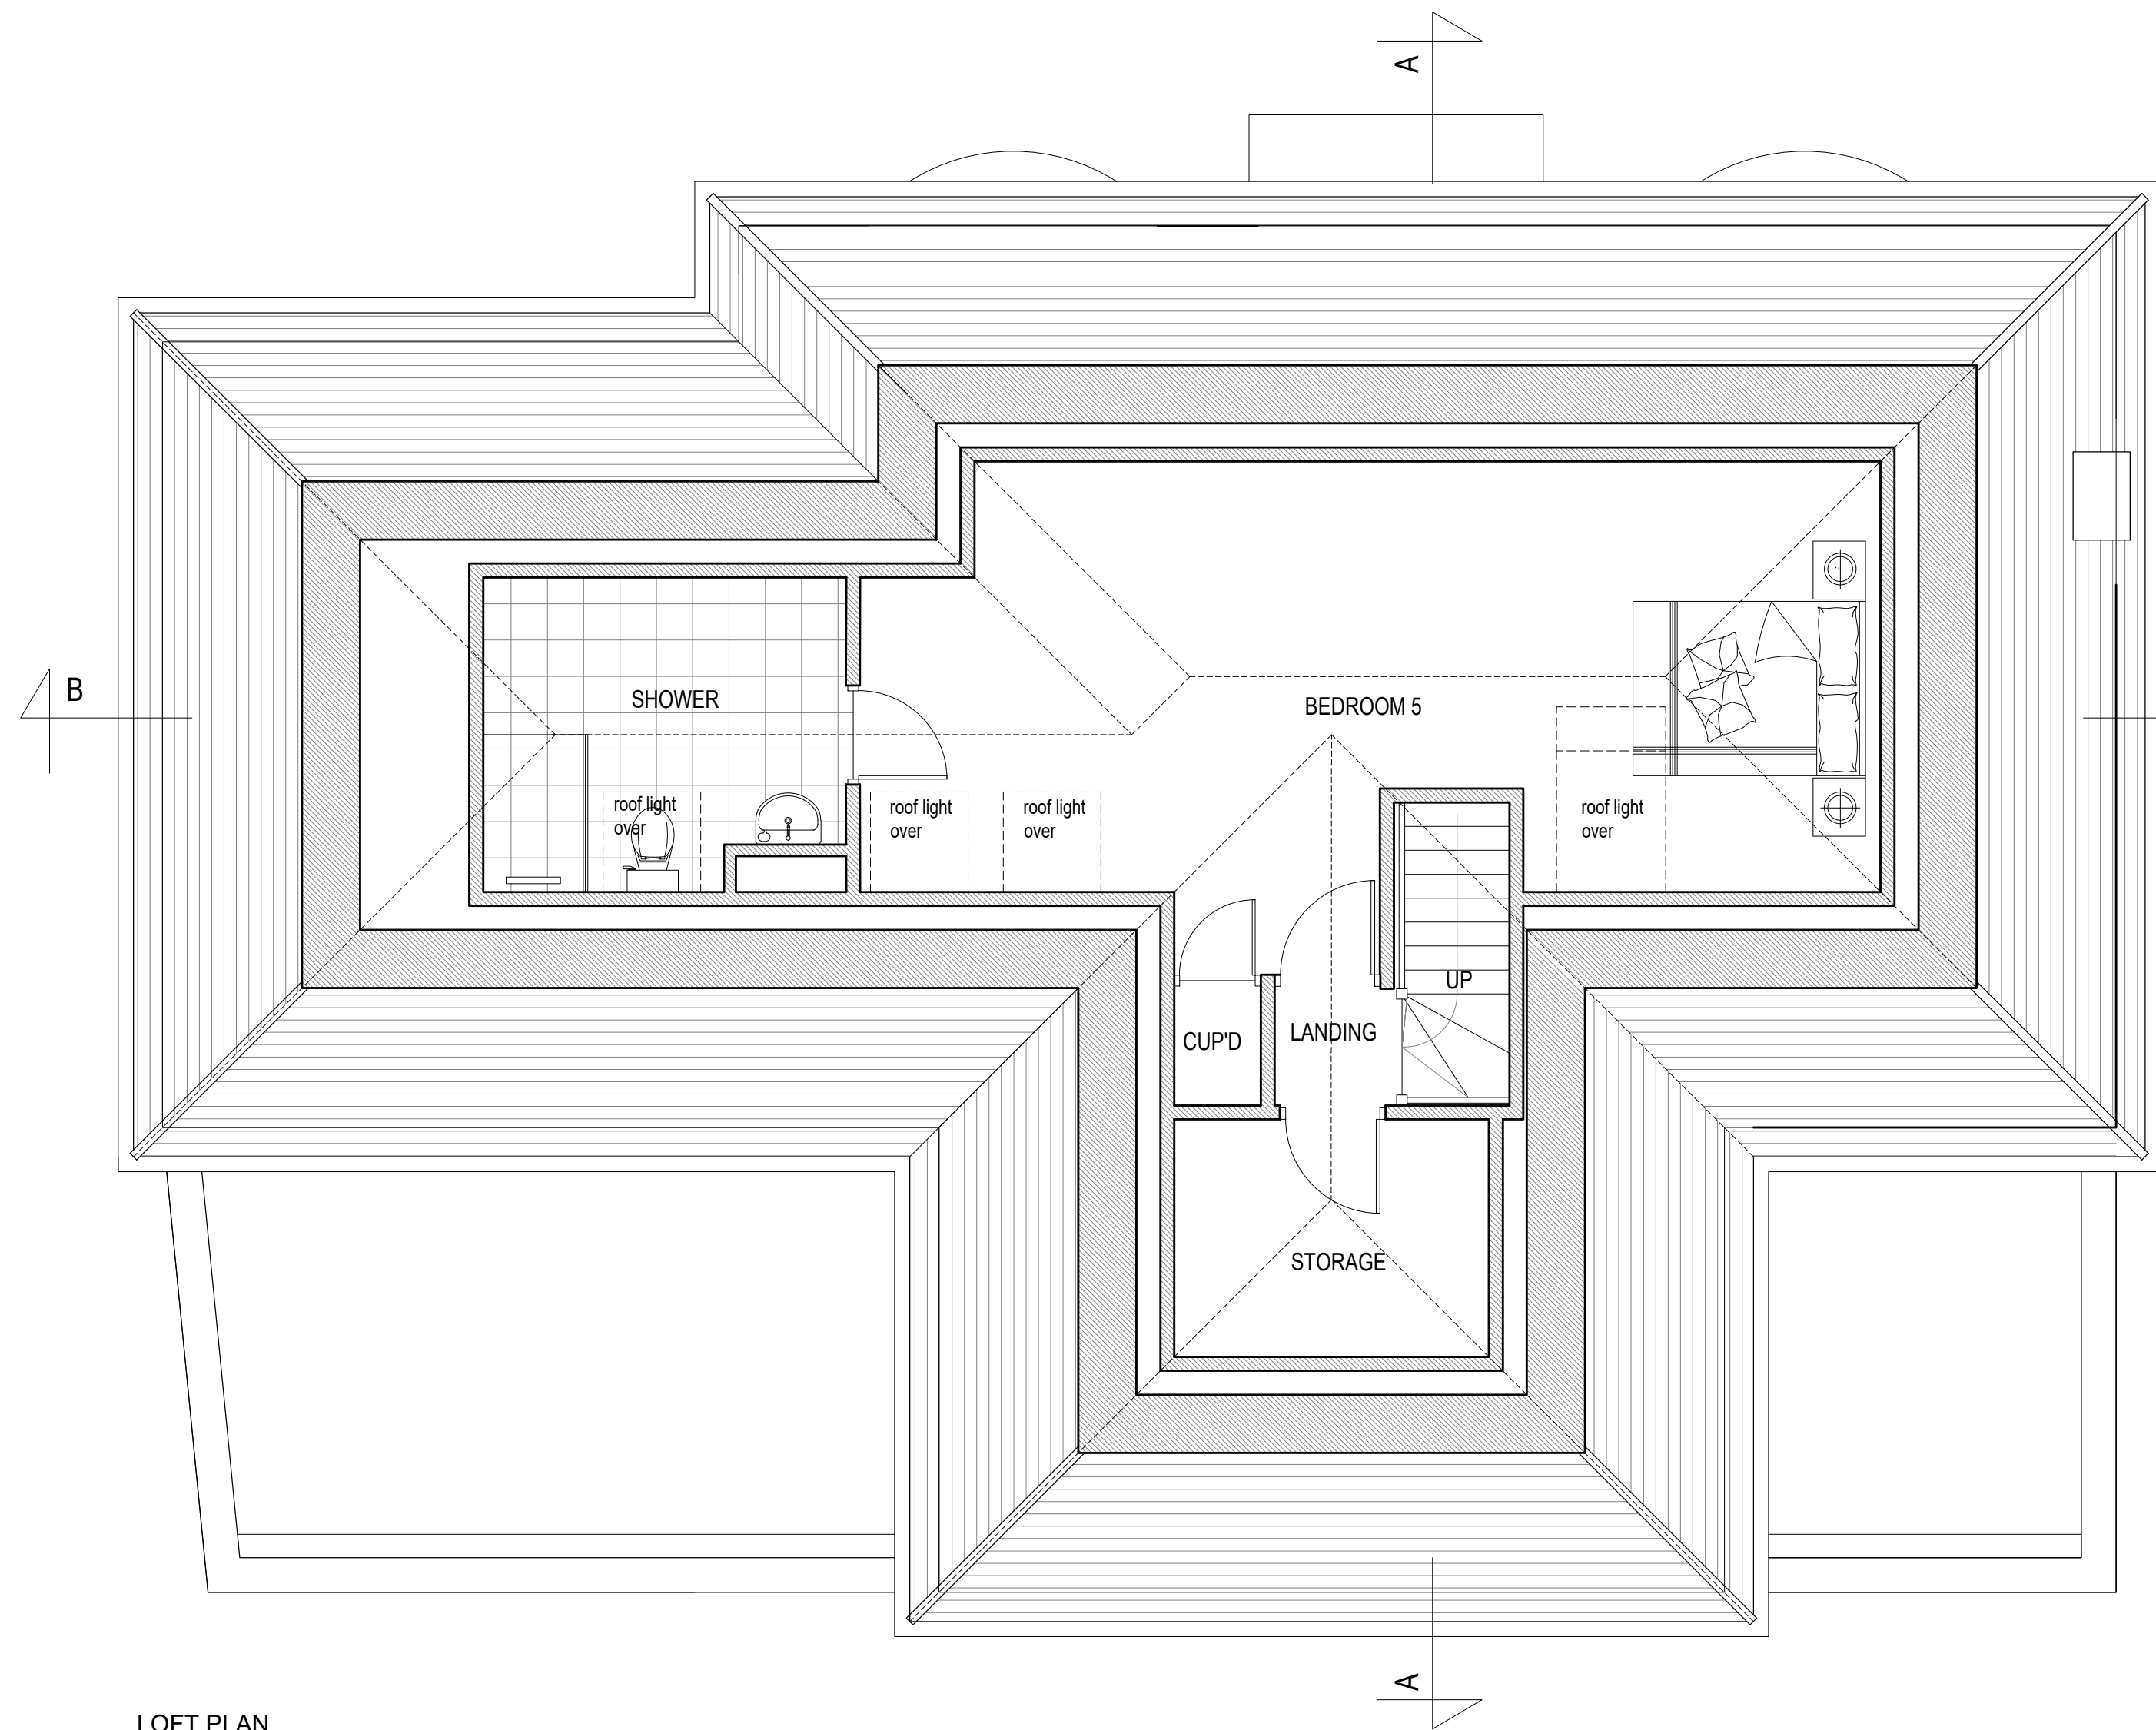 A
B
SHOWER
BEDROOM 5
roof light
over
roof light
over
roof light
over
roof light
over
UP
CUP'D
LANDING
STORAGE
A
LOFT PLAN